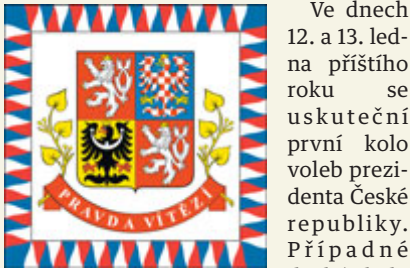 PRAVDA VÍTĚZÍ
Ve dnech
12. a 13. led-
na příštího
roku se
uskuteční
první kolo
voleb prezi-
denta České
republiky.
Případné